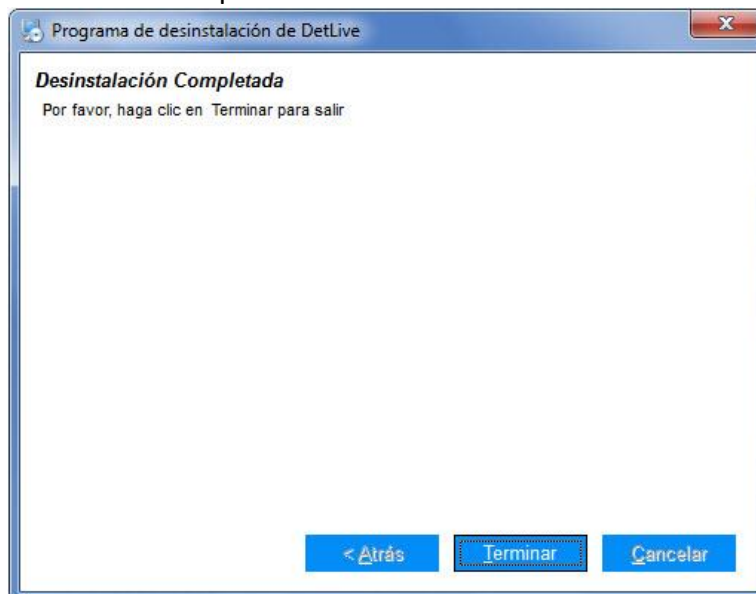 Programa de desinstalación de DetLive
Desinstalación Completada
Por favor, haga clic en Terminar para salir
< Atrás
Terminar
Cancelar